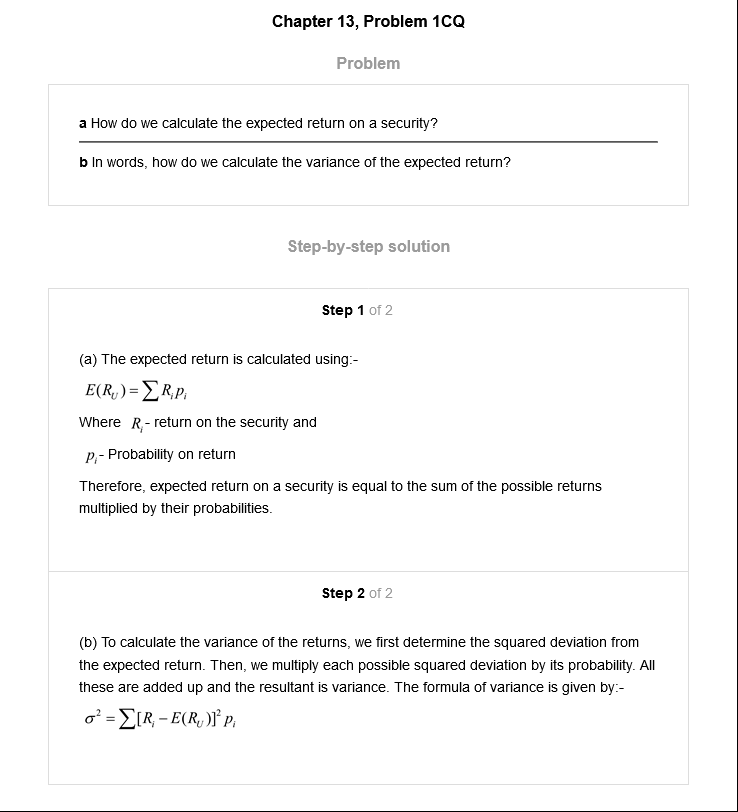 Chapter 13, Problem 1CQ
Problem
a How do we calculate the expected return on a security?
b In words, how do we calculate the variance of the expected return?
Step-by-step solution
Step 1 of 2
(a) The expected return is calculated using:-
E(R_U) = ∑R_i p_i
Where R_i - return on the security and
p_i - Probability on return
Therefore, expected return on a security is equal to the sum of the possible returns
multiplied by their probabilities.
Step 2 of 2
(b) To calculate the variance of the returns, we first determine the squared deviation from
the expected return. Then, we multiply each possible squared deviation by its probability. All
these are added up and the resultant is variance. The formula of variance is given by:-
σ² = ∑[R_i − E(R_U)]² p_i